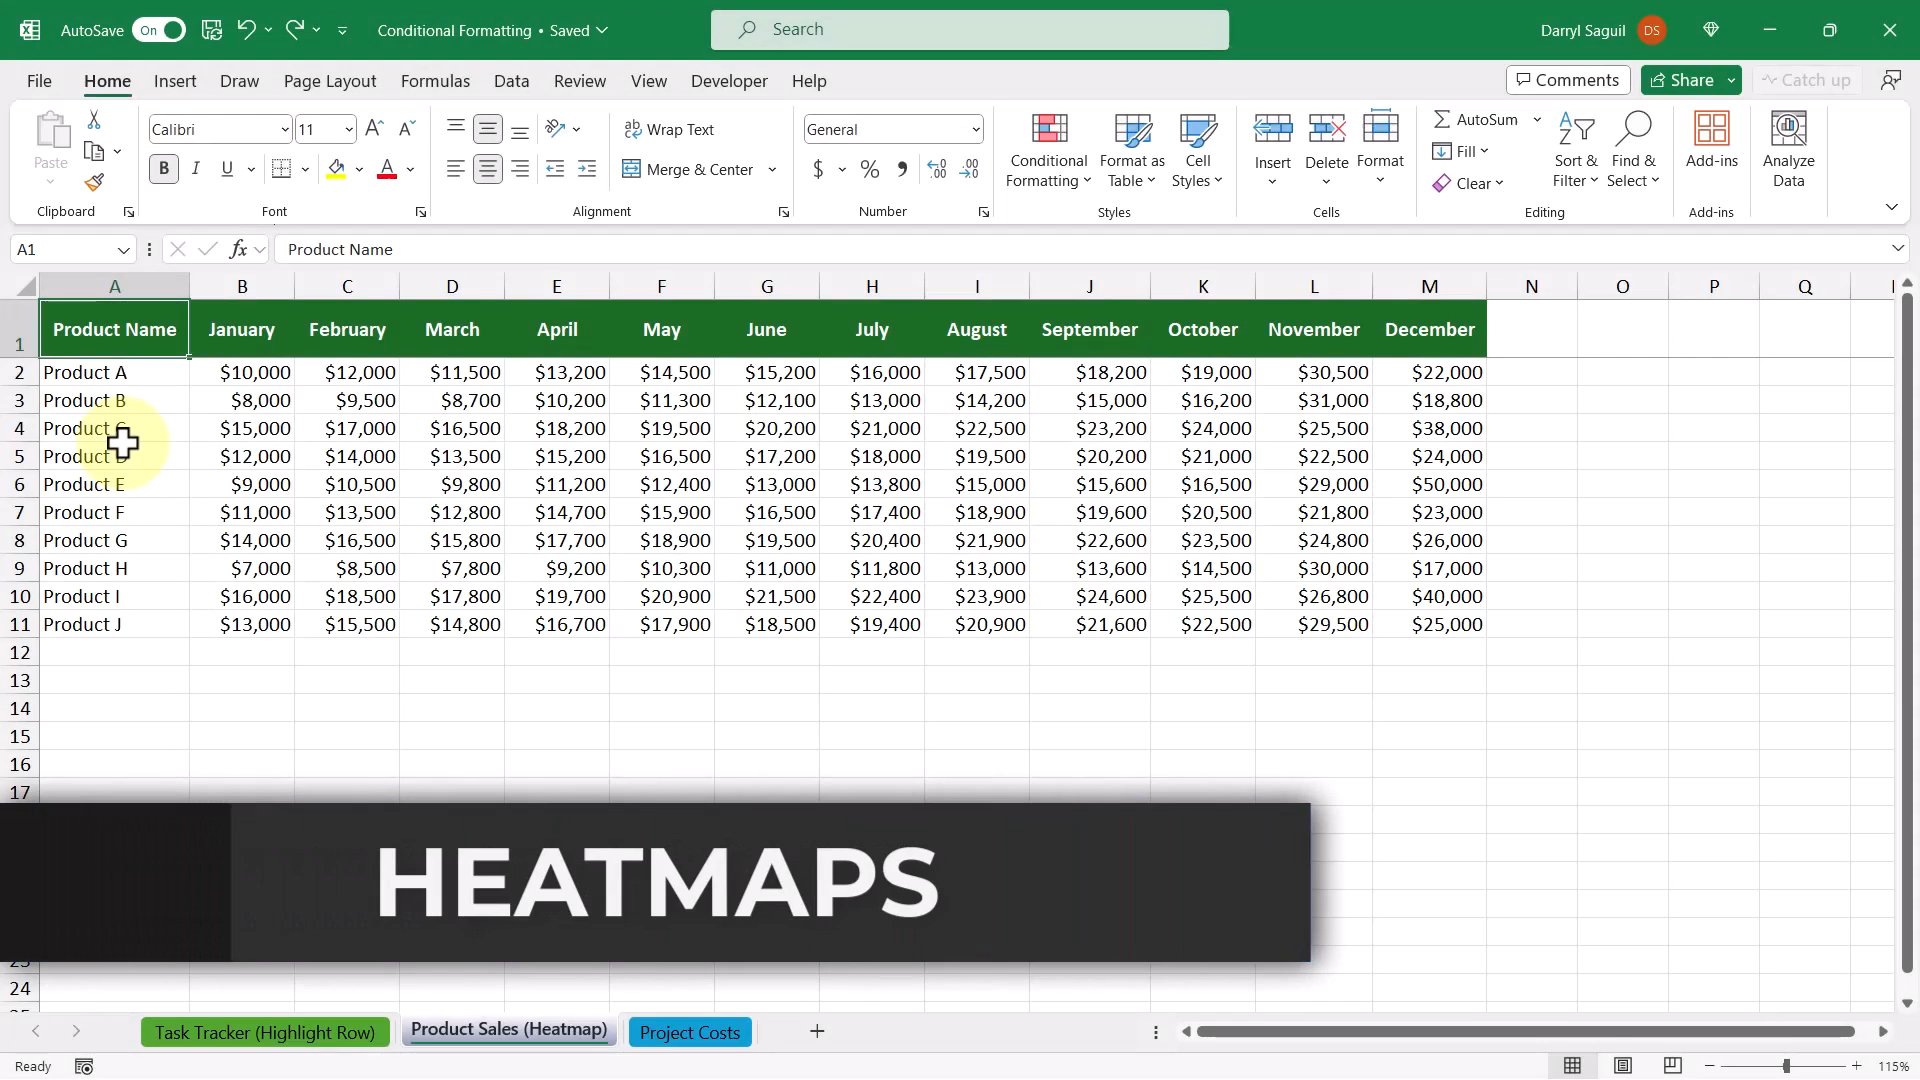 AutoSave On Conditional Formatting • Saved Search Darryl Saguil DS
File Home Insert Draw Page Layout Formulas Data Review View Developer Help Comments Share Catch up
Paste Calibri 11 Wrap Text General Conditional Formatting Format as Table Cell Styles Insert Delete Format AutoSum Fill Clear Sort & Filter Find & Select Add-ins Analyze Data
B I U A Merge & Center $ %
Clipboard Font Alignment Number Styles Cells Editing Add-ins
A1 fx Product Name
A B C D E F G H I J K L M N O P Q
1 Product Name January February March April May June July August September October November December
2 Product A $10,000 $12,000 $11,500 $13,200 $14,500 $15,200 $16,000 $17,500 $18,200 $19,000 $30,500 $22,000
3 Product B $8,000 $9,500 $8,700 $10,200 $11,300 $12,100 $13,000 $14,200 $15,000 $16,200 $31,000 $18,800
4 Product C $15,000 $17,000 $16,500 $18,200 $19,500 $20,200 $21,000 $22,500 $23,200 $24,000 $25,500 $38,000
5 Product D $12,000 $14,000 $13,500 $15,200 $16,500 $17,200 $18,000 $19,500 $20,200 $21,000 $22,500 $24,000
6 Product E $9,000 $10,500 $9,800 $11,200 $12,400 $13,000 $13,800 $15,000 $15,600 $16,500 $29,000 $50,000
7 Product F $11,000 $13,500 $12,800 $14,700 $15,900 $16,500 $17,400 $18,900 $19,600 $20,500 $21,800 $23,000
8 Product G $14,000 $16,500 $15,800 $17,700 $18,900 $19,500 $20,400 $21,900 $22,600 $23,500 $24,800 $26,000
9 Product H $7,000 $8,500 $7,800 $9,200 $10,300 $11,000 $11,800 $13,000 $13,600 $14,500 $30,000 $17,000
10 Product I $16,000 $18,500 $17,800 $19,700 $20,900 $21,500 $22,400 $23,900 $24,600 $25,500 $26,800 $40,000
11 Product J $13,000 $15,500 $14,800 $16,700 $17,900 $18,500 $19,400 $20,900 $21,600 $22,500 $29,500 $25,000
12
13
14
15
16
17
HEATMAPS
23
24
Task Tracker (Highlight Row) Product Sales (Heatmap) Project Costs
Ready 115%